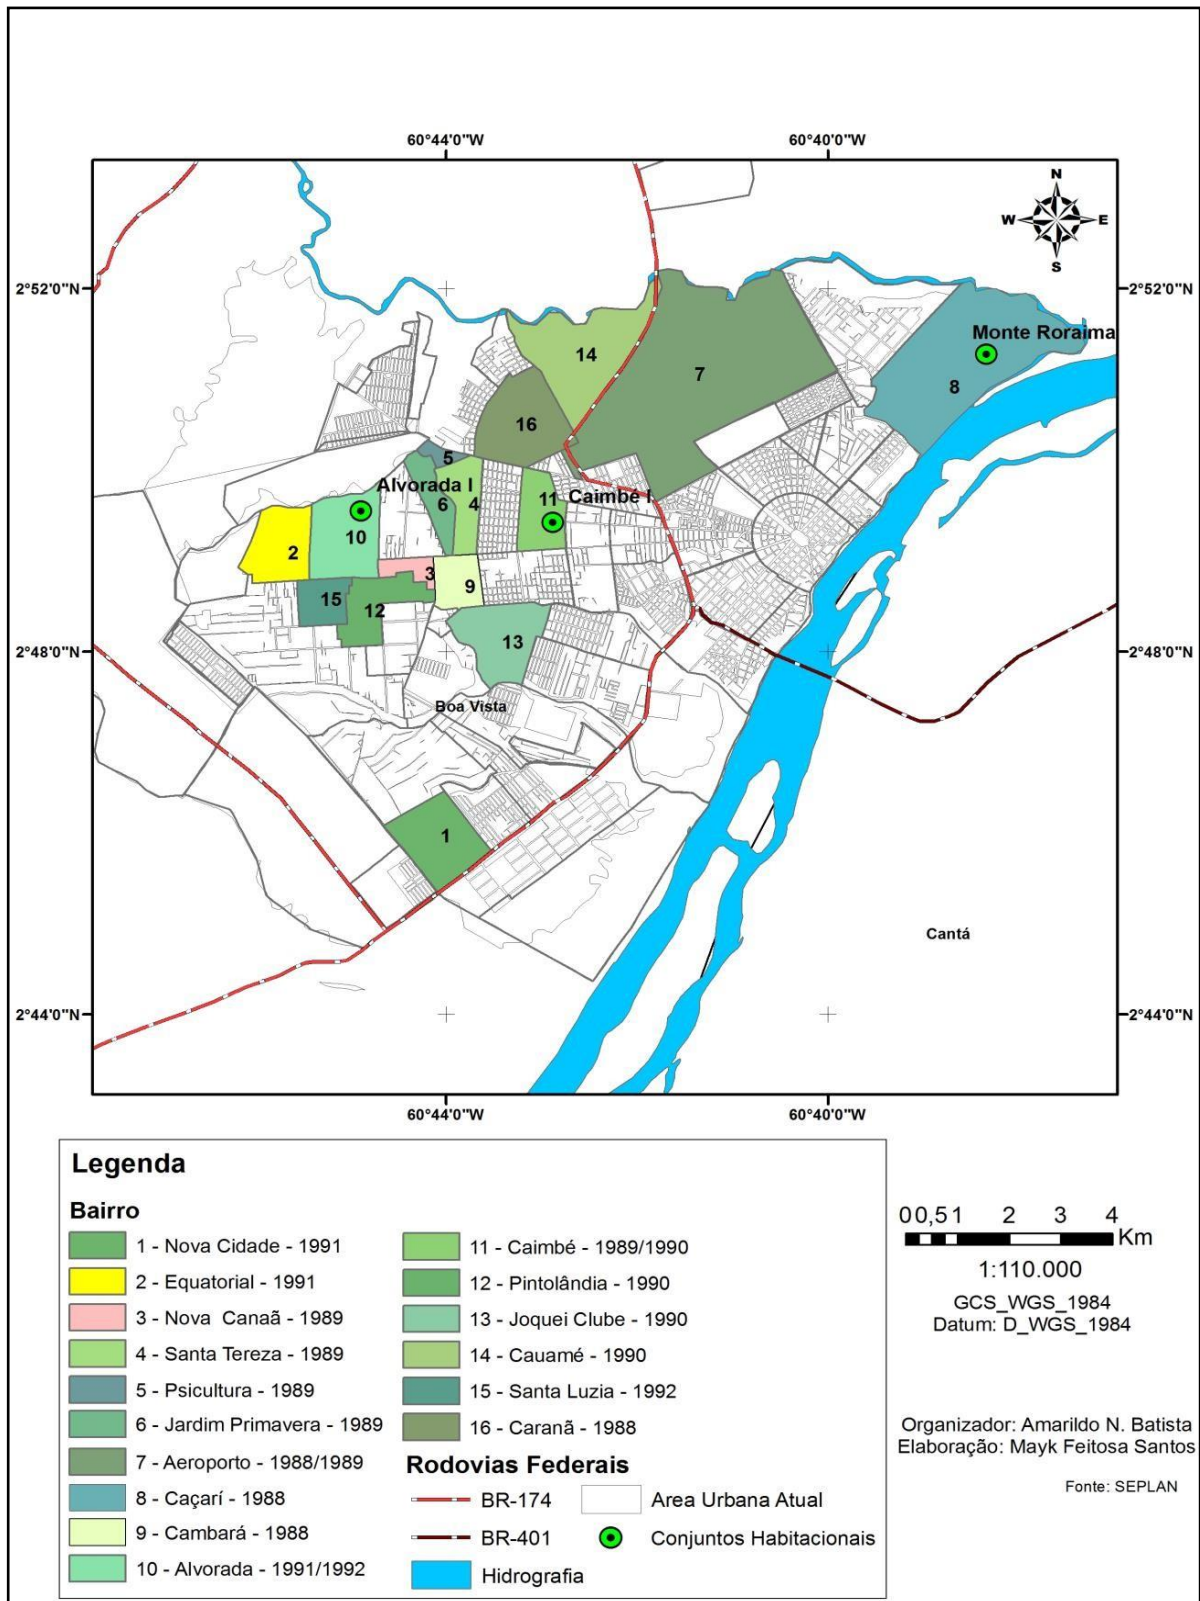 60°44'0"W
60°40'0"W
N
W
E
S
2°52'0"N
2°52'0"N
Monte Roraima
14
7
8
16
5
Alvorada I
11
Caimbé I
6
4
10
2
3
9
15
12
13
2°48'0"N
2°48'0"N
Boa Vista
1
Cantá
2°44'0"N
2°44'0"N
60°44'0"W
60°40'0"W
Legenda
Bairro
1 - Nova Cidade - 1991
2 - Equatorial - 1991
3 - Nova Canaã - 1989
4 - Santa Tereza - 1989
5 - Psicultura - 1989
6 - Jardim Primavera - 1989
7 - Aeroporto - 1988/1989
8 - Caçarí - 1988
9 - Cambará - 1988
10 - Alvorada - 1991/1992
11 - Caimbé - 1989/1990
12 - Pintolândia - 1990
13 - Joquei Clube - 1990
14 - Cauamé - 1990
15 - Santa Luzia - 1992
16 - Caranã - 1988
Rodovias Federais
BR-174
BR-401
Hidrografia
Area Urbana Atual
Conjuntos Habitacionais
0 0,5 1 2 3 4
Km
1:110.000
GCS_WGS_1984
Datum: D_WGS_1984
Organizador: Amarildo N. Batista
Elaboração: Mayk Feitosa Santos
Fonte: SEPLAN